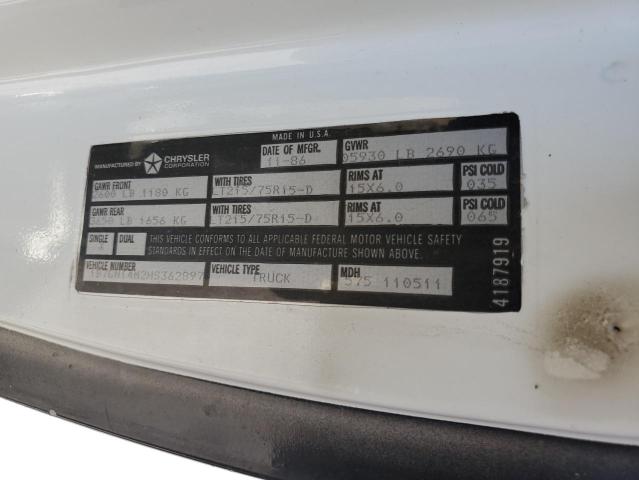 MADE IN U.S.A.
MANUFACTURED BY CHRYSLER CORPORATION
DATE OF MFGR. 11-86
GVWR 05930 LB 2690 KG
GAWR FRONT 2600 LB 1180 KG
WITH TIRES LT215/75R15-D
RIMS AT 15X6.0
PSI COLD 035
GAWR REAR 3650 LB 1656 KG
WITH TIRES LT215/75R15-D
RIMS AT 15X6.0
PSI COLD 065
SINGLE X DUAL
THIS VEHICLE CONFORMS TO ALL APPLICABLE FEDERAL MOTOR VEHICLE SAFETY
STANDARDS IN EFFECT ON THE DATE OF MANUFACTURE SHOWN ABOVE.
VEHICLE NUMBER
VEHICLE TYPE TRUCK
MDH 110511
4187919